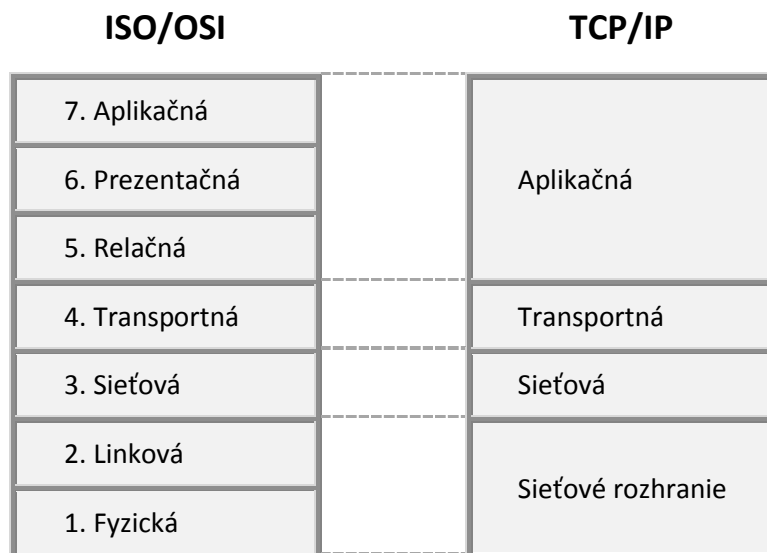 ISO/OSI
TCP/IP
7. Aplikačná
6. Prezentačná
5. Relačná
4. Transportná
3. Sieťová
2. Linková
1. Fyzická
Aplikačná
Transportná
Sieťová
Sieťové rozhranie